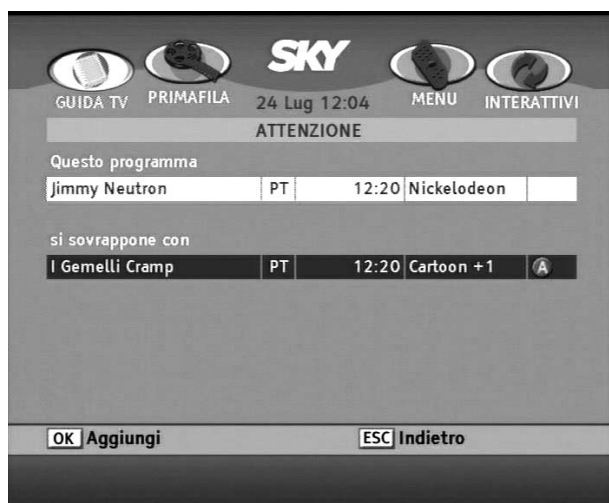 SKY
GUIDA TV PRIMAFILA 24 Lug 12:04 MENU INTERATTIVI
ATTENZIONE
Questo programma
Jimmy Neutron PT 12:20 Nickelodeon
si sovrappone con
I Gemelli Cramp PT 12:20 Cartoon +1 A
OK Aggiungi ESC Indietro